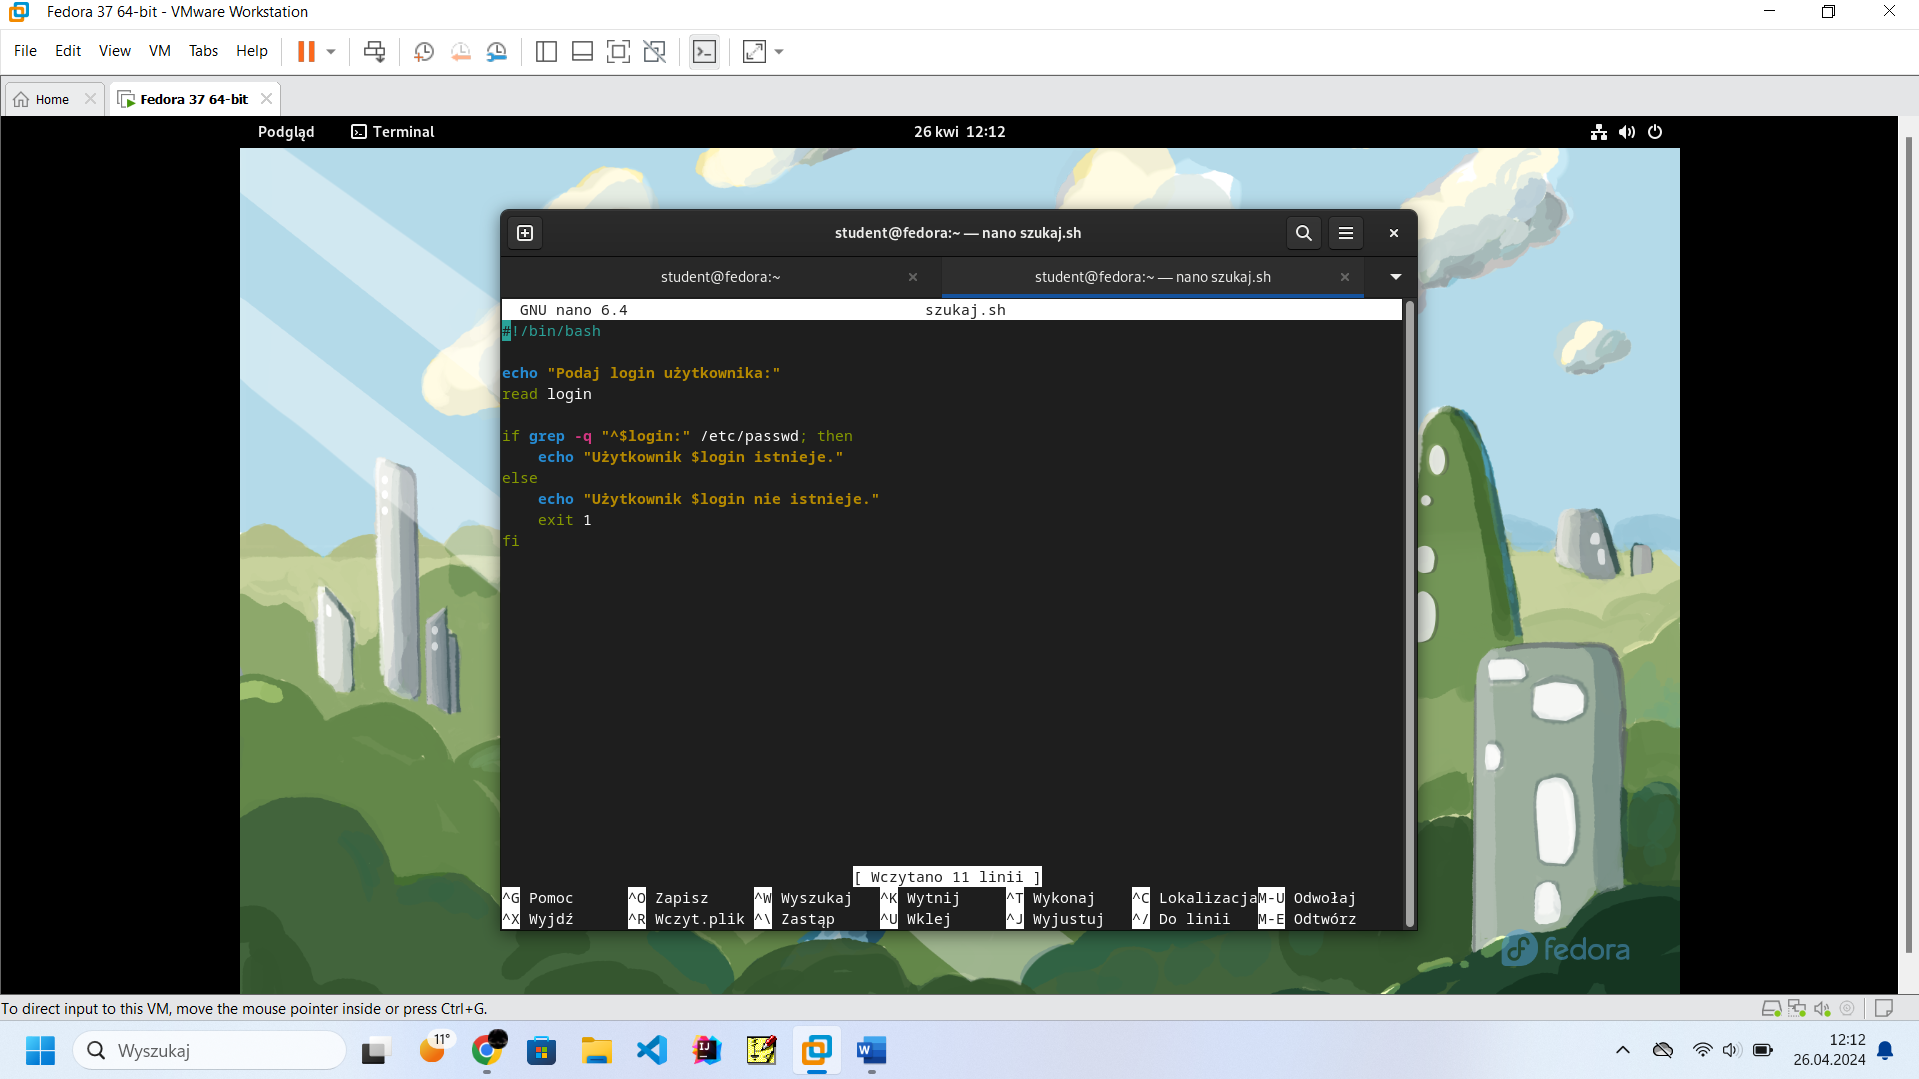 Fedora 37 64-bit - VMware Workstation
File Edit View VM Tabs Help
Home Fedora 37 64-bit
Podgląd Terminal 26 kwi 12:12
student@fedora:~ — nano szukaj.sh
student@fedora:~ student@fedora:~ — nano szukaj.sh
GNU nano 6.4 szukaj.sh
#!/bin/bash
echo "Podaj login użytkownika:"
read login
if grep -q "^$login:" /etc/passwd; then
echo "Użytkownik $login istnieje."
else
echo "Użytkownik $login nie istnieje."
exit 1
fi
[ Wczytano 11 linii ]
^G Pomoc ^O Zapisz ^W Wyszukaj ^K Wytnij ^T Wykonaj ^C Lokalizacja M-U Odwołaj
^X Wyjdź ^R Wczyt.plik ^\ Zastąp ^U Wklej ^J Wyjustuj ^/ Do linii M-E Odtwórz
fedora
To direct input to this VM, move the mouse pointer inside or press Ctrl+G.
Wyszukaj 11° 12:12
26.04.2024